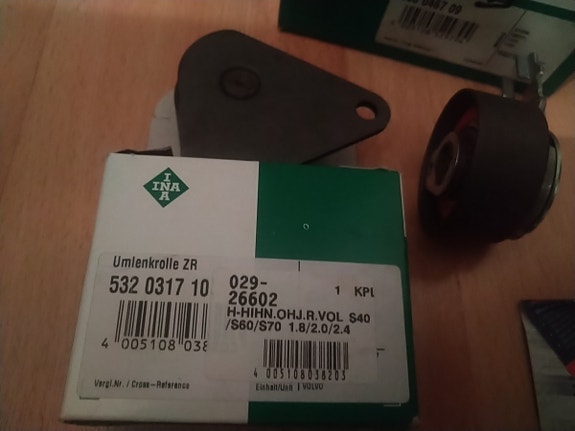 INA
Umlenkrolle ZR
532 0317 10
029-
26602
1 KPL
H-HIHN.OHJ.R.VOL S40
/S60/S70 1.8/2.0/2.4
4 005108 038
4 005108 038203
Vergl.Nr. / Cross-Reference
Einheit/Unit
VOLVO